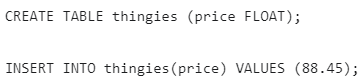 CREATE TABLE thingies (price FLOAT);
INSERT INTO thingies(price) VALUES (88.45);